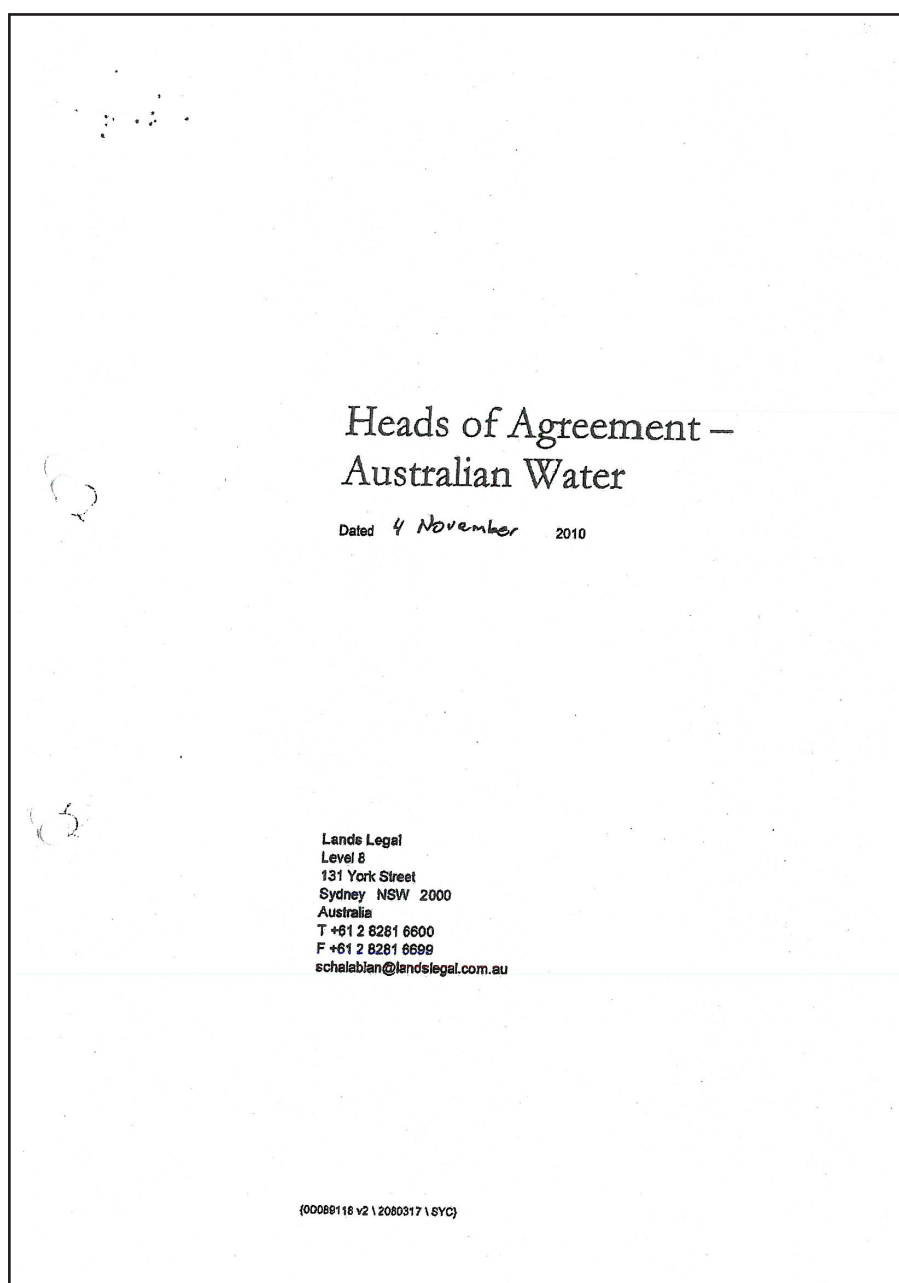 Heads of Agreement –
Australian Water
Dated 4 November 2010
Lands Legal
Level 8
131 York Street
Sydney NSW 2000
Australia
T +61 2 8281 6600
F +61 2 8281 6699
schalabian@landslegal.com.au
{00089118 v2 \ 2080317 \ SYC}